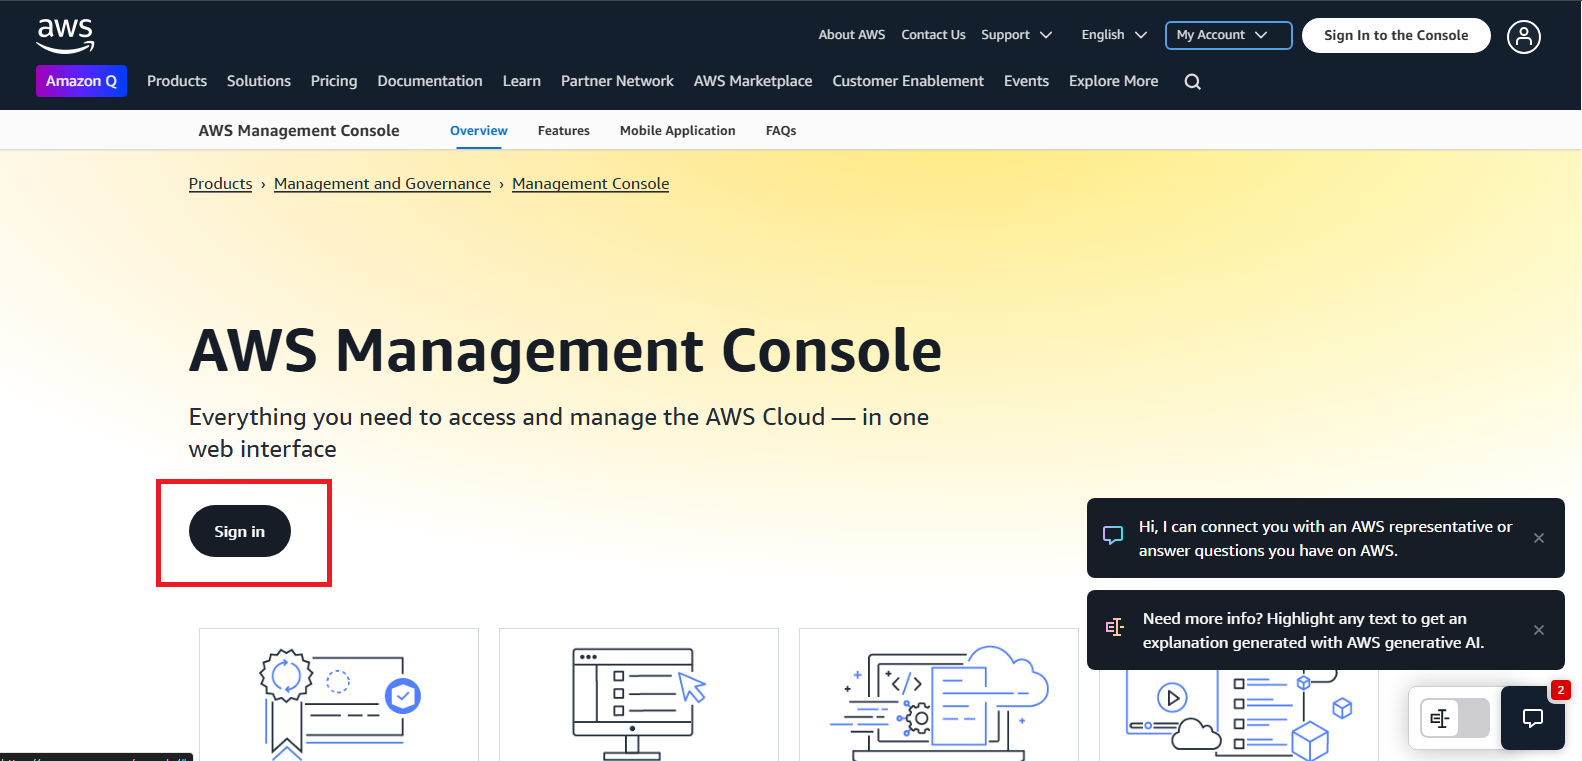 aws
About AWS Contact Us Support English My Account Sign In to the Console
Amazon Q Products Solutions Pricing Documentation Learn Partner Network AWS Marketplace Customer Enablement Events Explore More
AWS Management Console Overview Features Mobile Application FAQs
Products › Management and Governance › Management Console
AWS Management Console
Everything you need to access and manage the AWS Cloud — in one
web interface
Sign in
Hi, I can connect you with an AWS representative or
answer questions you have on AWS.
Need more info? Highlight any text to get an
explanation generated with AWS generative AI.
</>
2